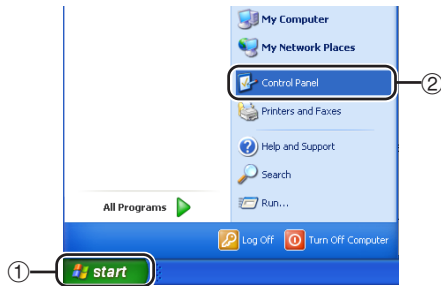 My Computer
My Network Places
Control Panel
②
Printers and Faxes
Help and Support
Search
All Programs
Run...
Log Off
Turn Off Computer
①
start